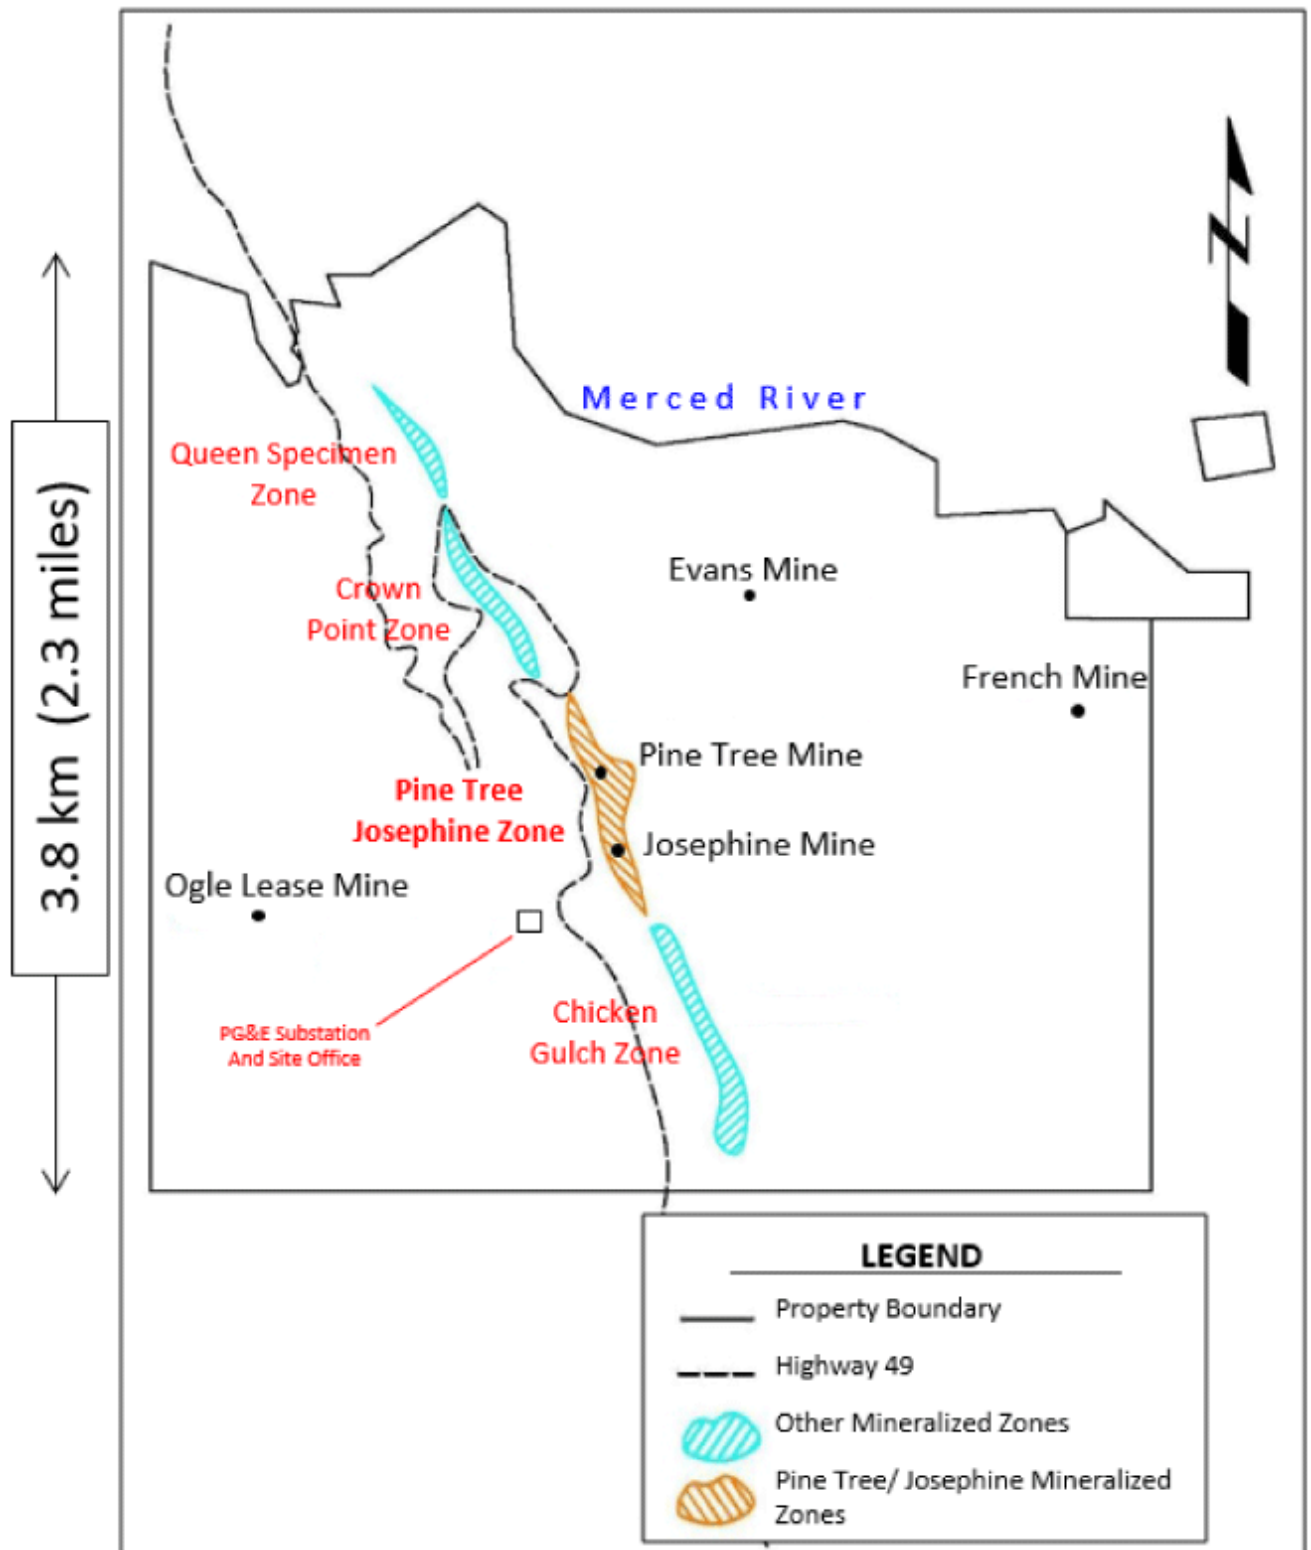 N
Merced River
Queen Specimen
Zone
3.8 km (2.3 miles)
Evans Mine
Crown
Point Zone
French Mine
Pine Tree Mine
Pine Tree
Josephine Zone
Josephine Mine
Ogle Lease Mine
Chicken
Gulch Zone
PG&E Substation
And Site Office
LEGEND
Property Boundary
Highway 49
Other Mineralized Zones
Pine Tree/ Josephine Mineralized
Zones